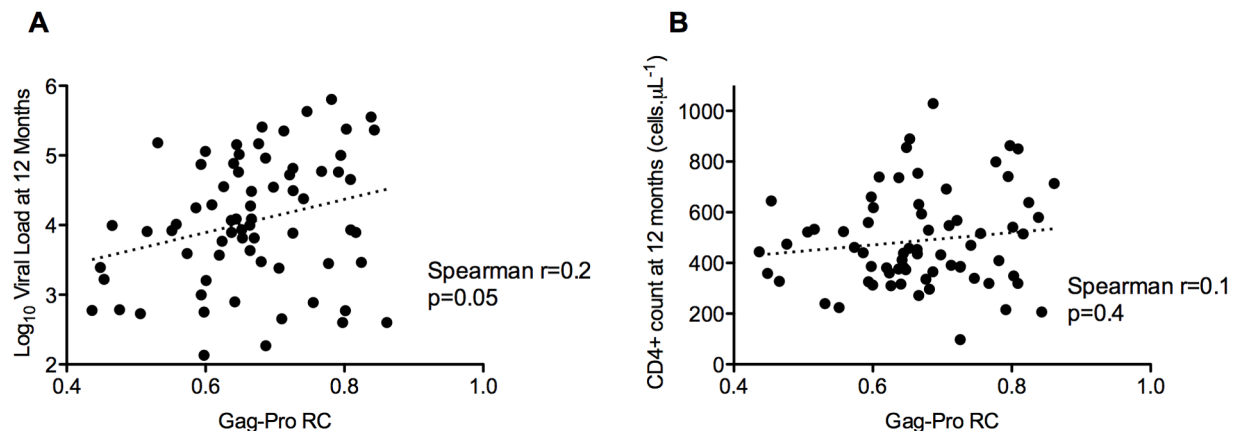 A
Log₁₀ Viral Load at 12 Months
6
5
4
3
2
0.4
0.6
0.8
1.0
Gag-Pro RC
Spearman r=0.2
p=0.05
B
CD4+ count at 12 months (cells.µL⁻¹)
1000
800
600
400
200
0
0.4
0.6
0.8
1.0
Gag-Pro RC
Spearman r=0.1
p=0.4